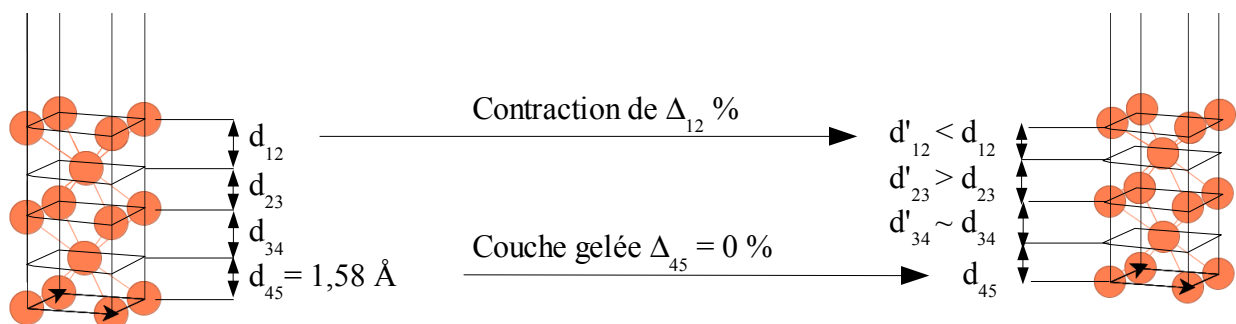 Contraction de Δ₁₂ %
d₁₂
d₂₃
d₃₄
d₄₅ = 1,58 Å
Couche gelée Δ₄₅ = 0 %
d'₁₂ < d₁₂
d'₂₃ > d₂₃
d'₃₄ ~ d₃₄
d₄₅